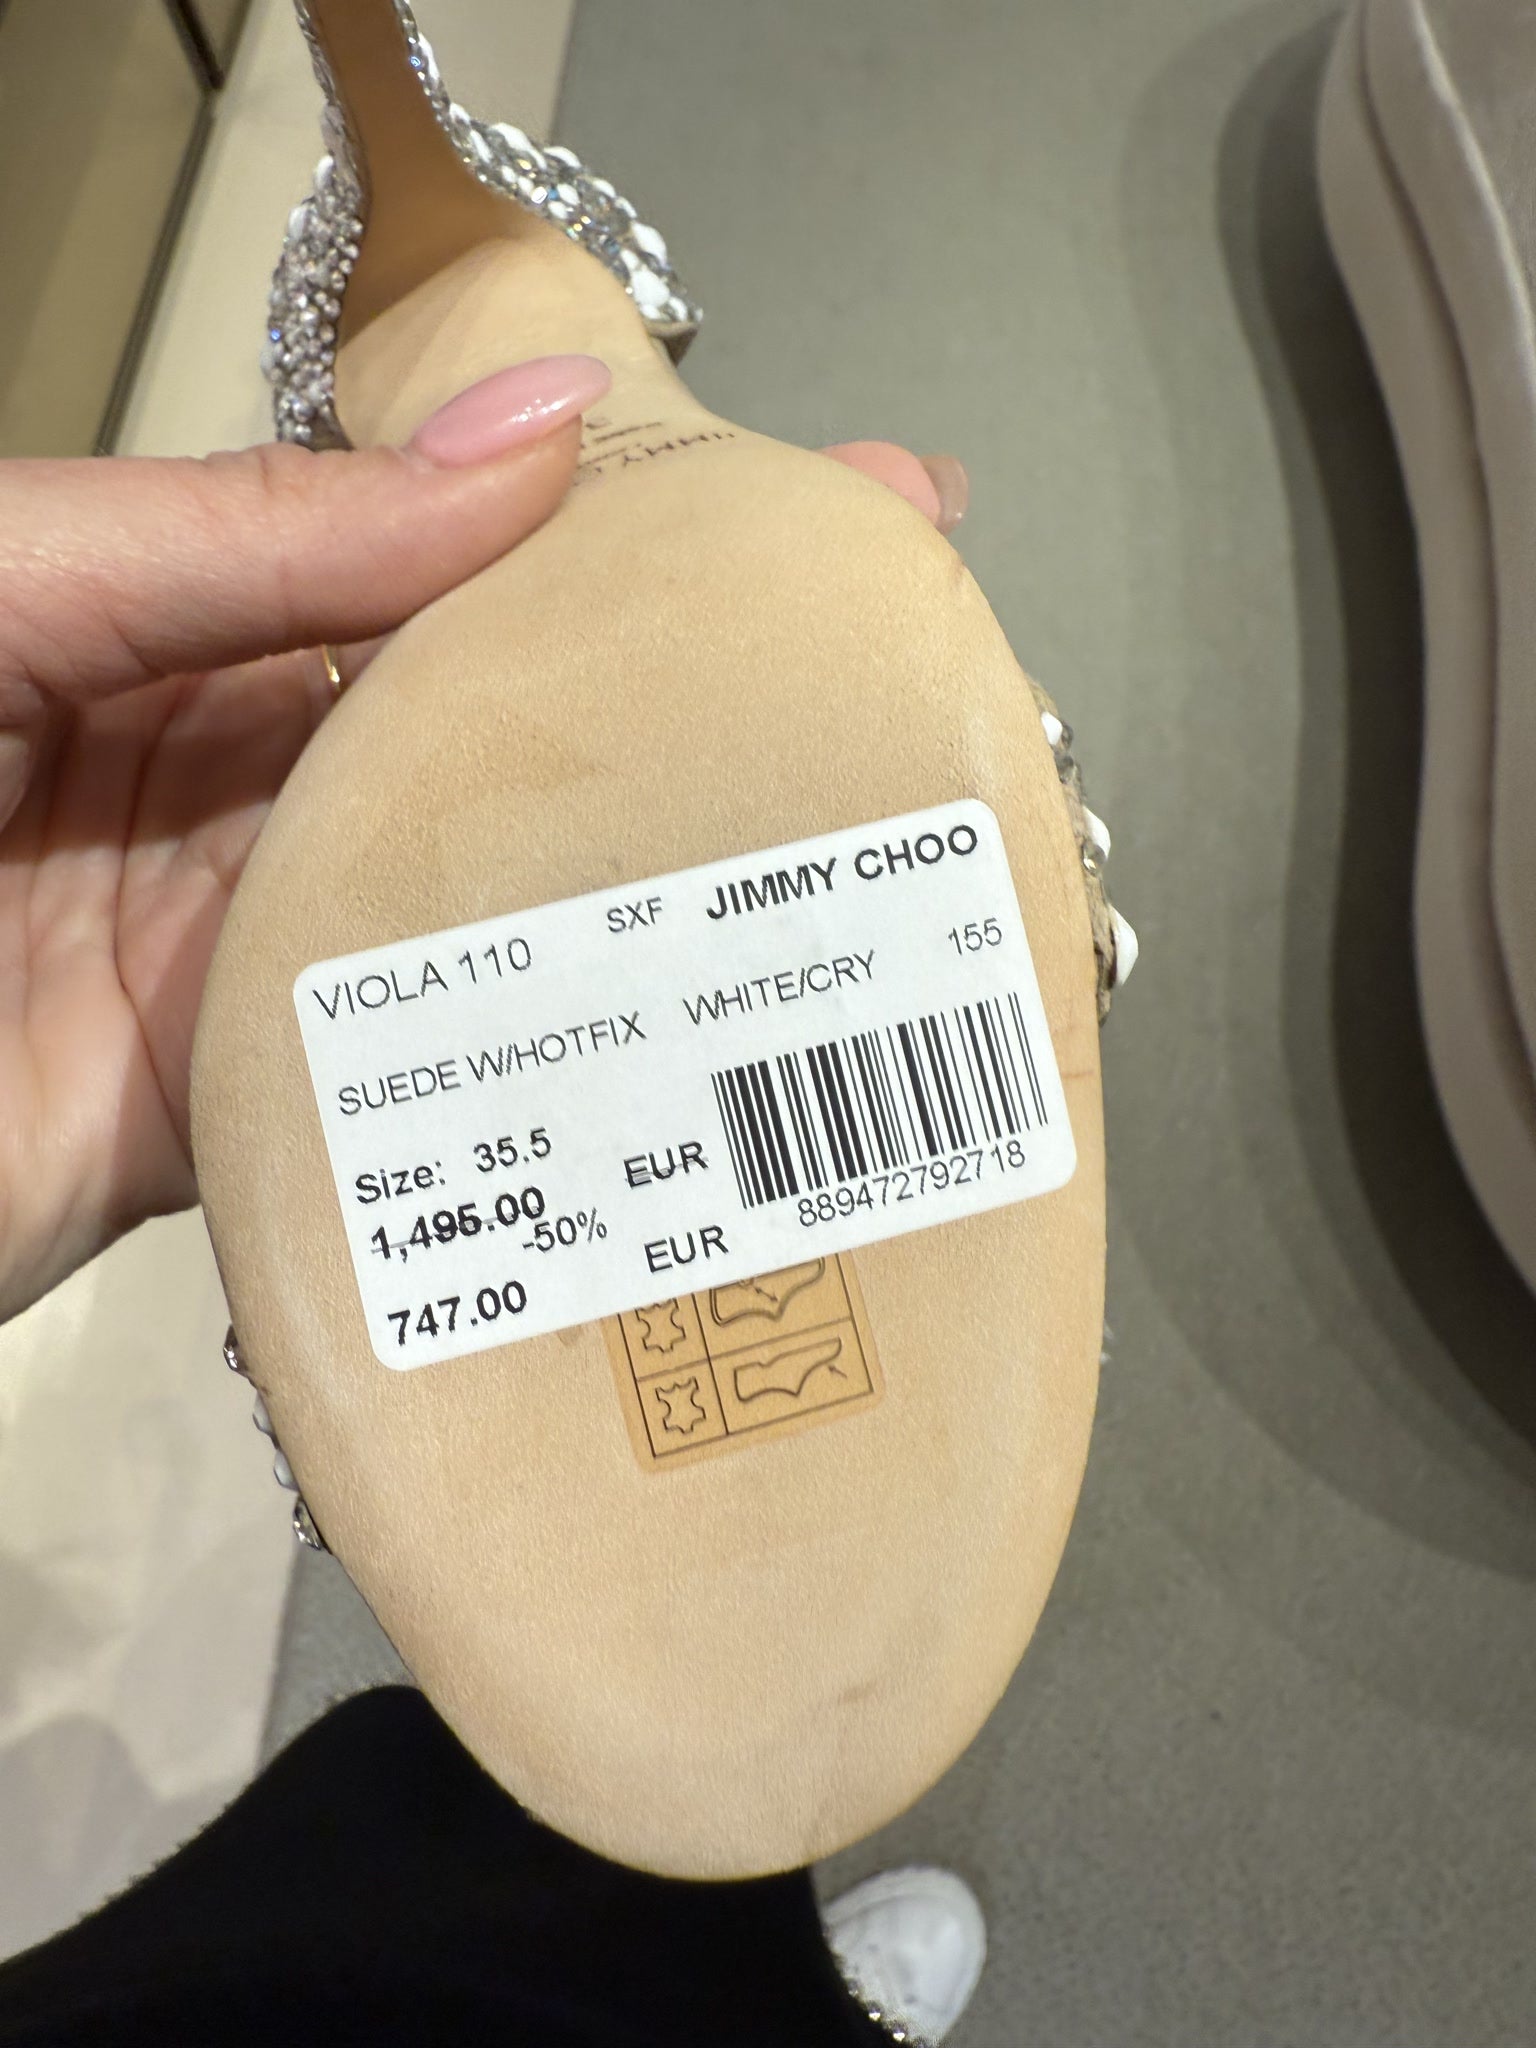 JIMMY
VIOLA 110 SXF JIMMY CHOO
SUEDE W/HOTFIX WHITE/CRY 155
Size: 35.5
1,495.00 EUR
-50%
747.00 EUR
889472792718